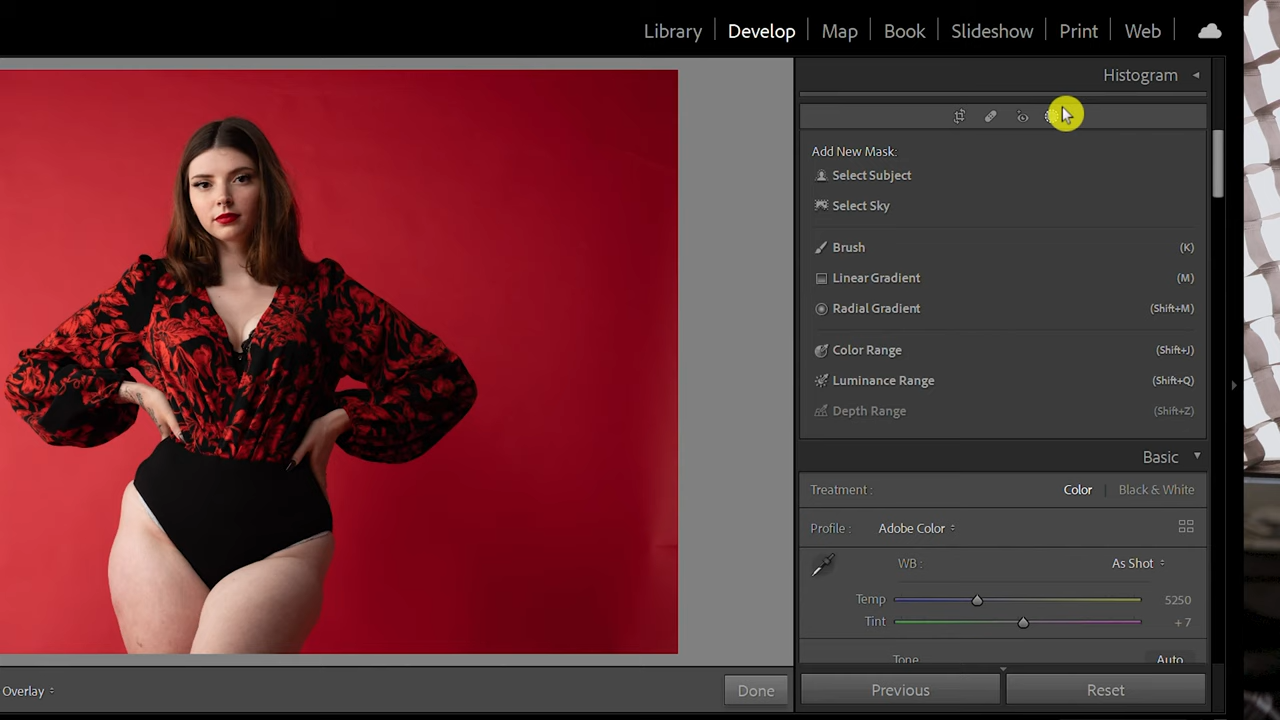 Library Develop Map Book Slideshow Print Web
Histogram
Add New Mask:
Select Subject
Select Sky
Brush (K)
Linear Gradient (M)
Radial Gradient (Shift+M)
Color Range (Shift+J)
Luminance Range (Shift+Q)
Depth Range (Shift+Z)
Basic
Treatment : Color Black & White
Profile : Adobe Color
WB : As Shot
Temp 5250
Tint + 7
Tone Auto
Overlay Done Previous Reset